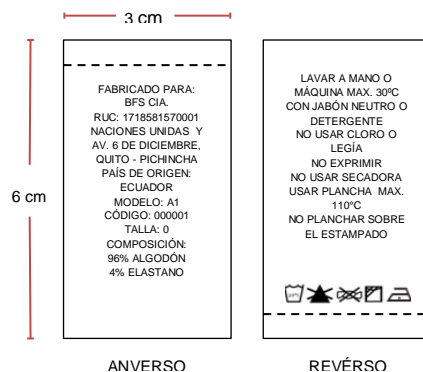 3 cm
6 cm
FABRICADO PARA:
BFS CIA.
RUC: 1718581570001
NACIONES UNIDAS Y
AV. 6 DE DICIEMBRE,
QUITO - PICHINCHA
PAÍS DE ORIGEN:
ECUADOR
MODELO: A1
CÓDIGO: 000001
TALLA: 0
COMPOSICIÓN:
96% ALGODÓN
4% ELASTANO
ANVERSO
LAVAR A MANO O
MÁQUINA MAX. 30ºC
CON JABÓN NEUTRO O
DETERGENTE
NO USAR CLORO O
LEGÍA
NO EXPRIMIR
NO USAR SECADORA
USAR PLANCHA MAX.
110ºC
NO PLANCHAR SOBRE
EL ESTAMPADO
REVÉRSO